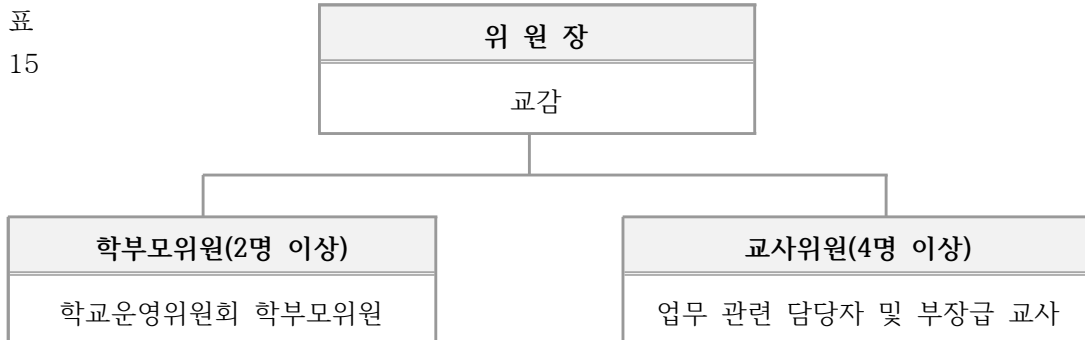 표
15
위 원 장
교감
학부모위원(2명 이상)
학교운영위원회 학부모위원
교사위원(4명 이상)
업무 관련 담당자 및 부장급 교사